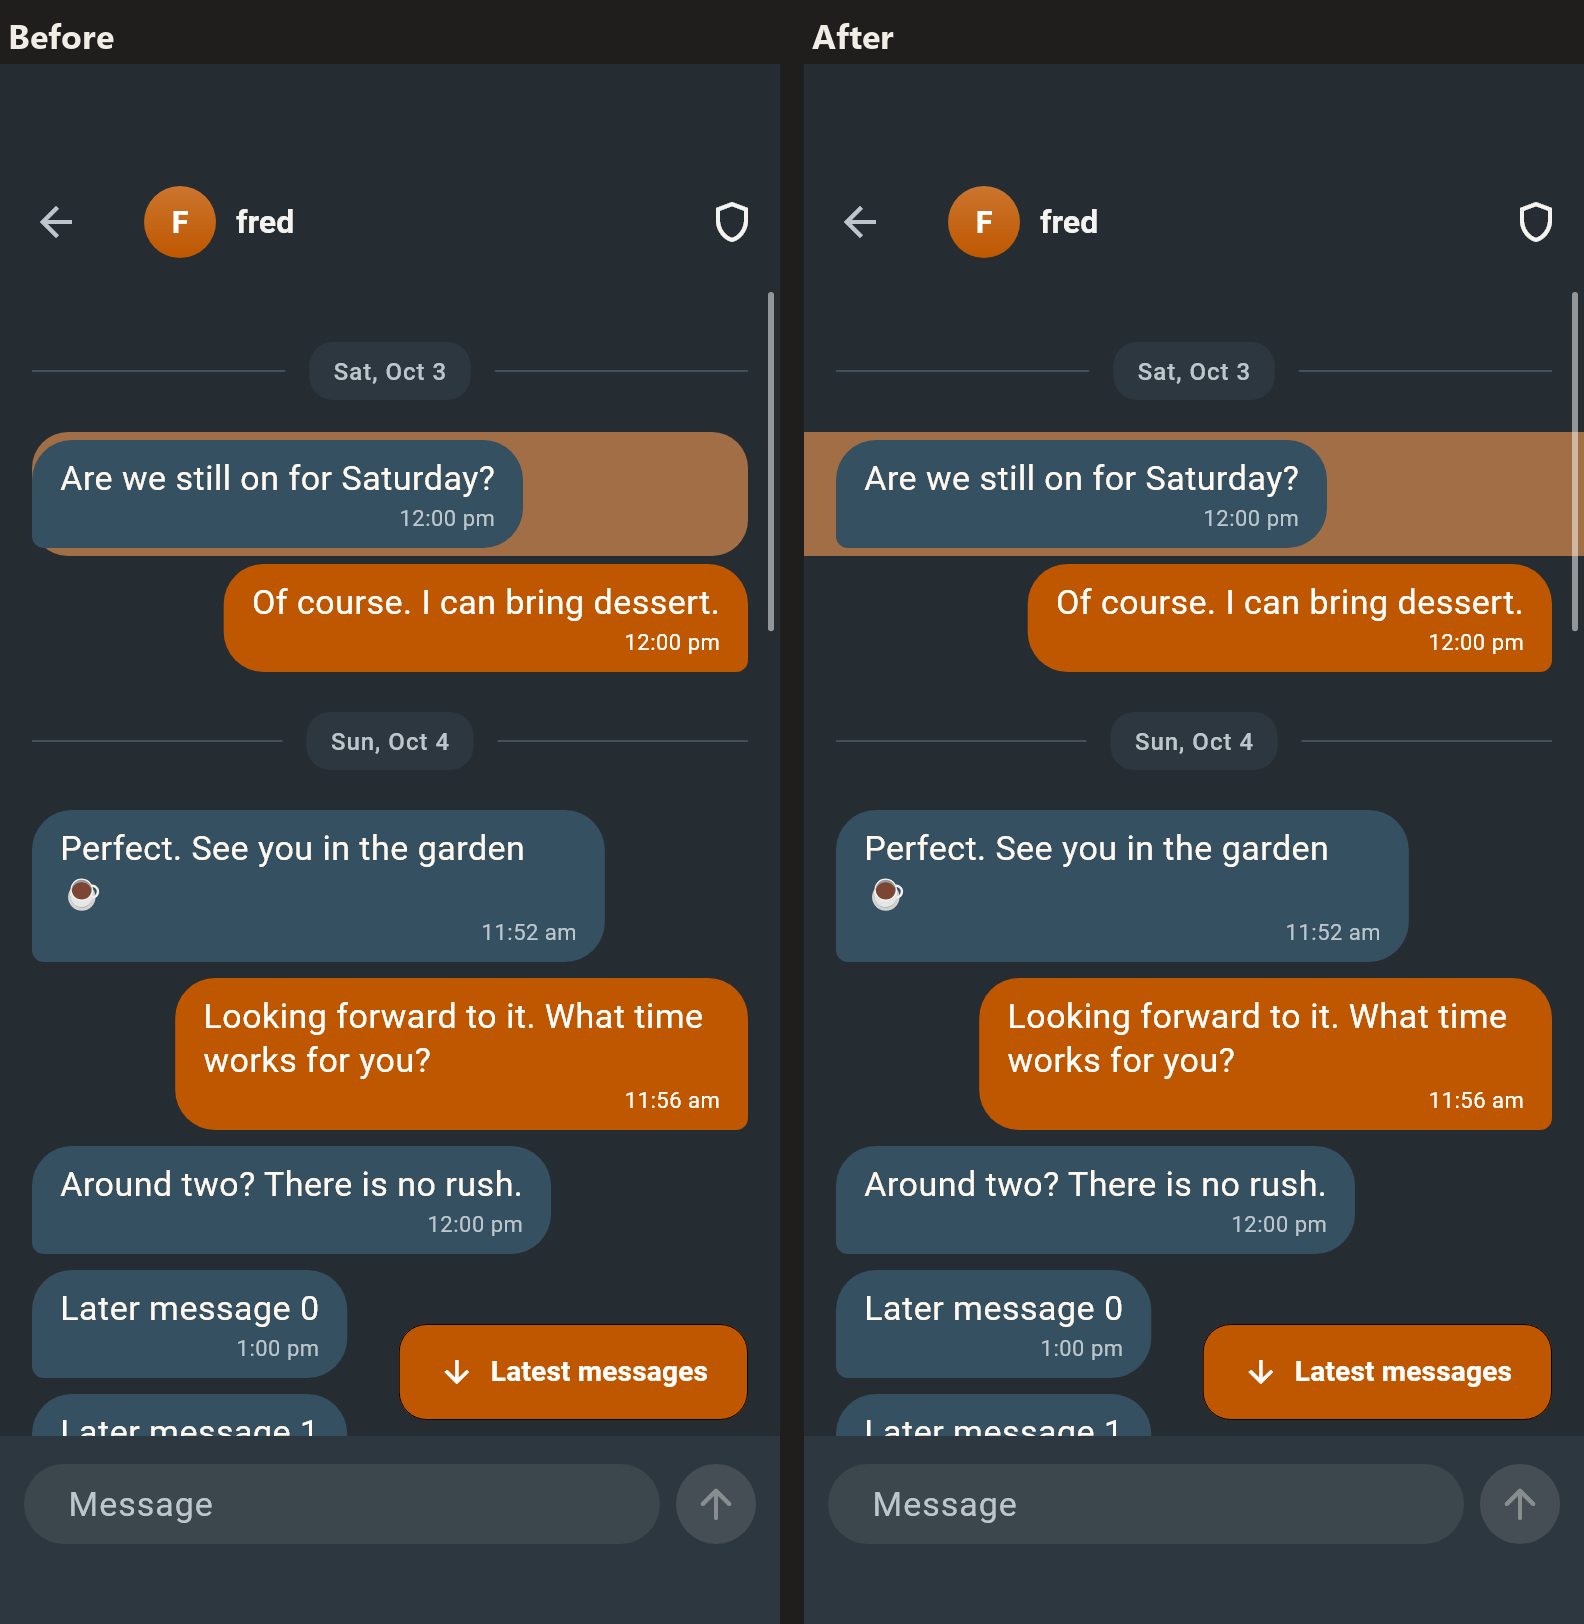 Before
F
fred
Sat, Oct 3
Are we still on for Saturday?
12:00 pm
Of course. I can bring dessert.
12:00 pm
Sun, Oct 4
Perfect. See you in the garden
☕
11:52 am
Looking forward to it. What time
works for you?
11:56 am
Around two? There is no rush.
12:00 pm
Later message 0
1:00 pm
Latest messages
Later message 1
Message
After
F
fred
Sat, Oct 3
Are we still on for Saturday?
12:00 pm
Of course. I can bring dessert.
12:00 pm
Sun, Oct 4
Perfect. See you in the garden
☕
11:52 am
Looking forward to it. What time
works for you?
11:56 am
Around two? There is no rush.
12:00 pm
Later message 0
1:00 pm
Latest messages
Later message 1
Message